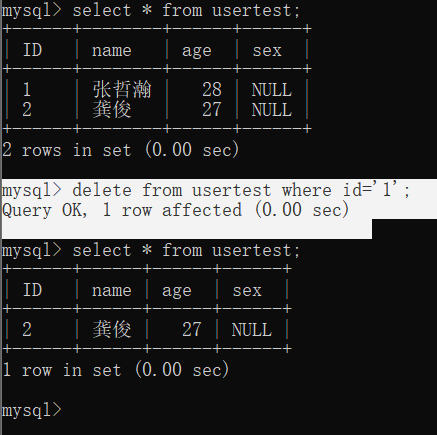 mysql> select * from usertest;
+------+--------+------+------+
| ID   | name   | age  | sex  |
+------+--------+------+------+
| 1    | 张哲瀚 |   28 | NULL |
| 2    | 龚俊   |   27 | NULL |
+------+--------+------+------+
2 rows in set (0.00 sec)
mysql> delete from usertest where id='1';
Query OK, 1 row affected (0.00 sec)
mysql> select * from usertest;
+------+------+------+------+
| ID   | name | age  | sex  |
+------+------+------+------+
| 2    | 龚俊 |   27 | NULL |
+------+------+------+------+
1 row in set (0.00 sec)
mysql>